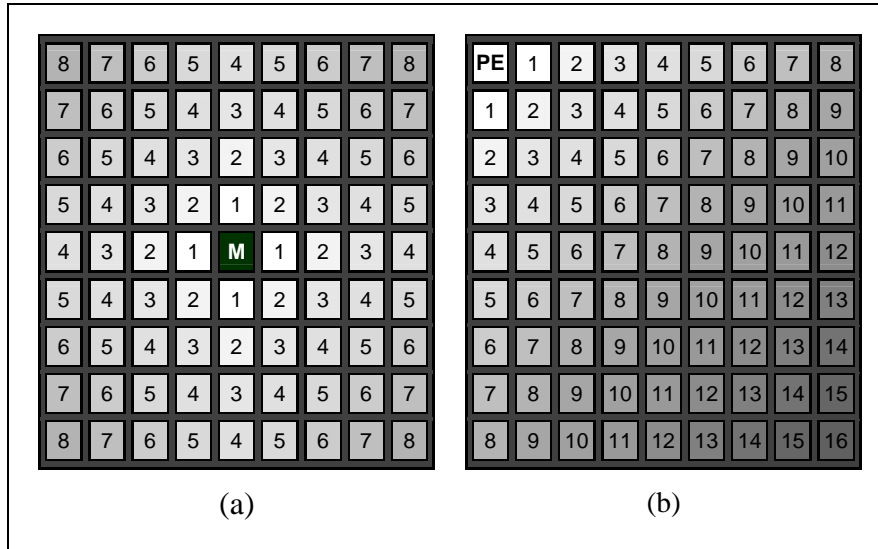 8 7 6 5 4 5 6 7 8
7 6 5 4 3 4 5 6 7
6 5 4 3 2 3 4 5 6
5 4 3 2 1 2 3 4 5
4 3 2 1 M 1 2 3 4
5 4 3 2 1 2 3 4 5
6 5 4 3 2 3 4 5 6
7 6 5 4 3 4 5 6 7
8 7 6 5 4 5 6 7 8
(a)
PE 1 2 3 4 5 6 7 8
1 2 3 4 5 6 7 8 9
2 3 4 5 6 7 8 9 10
3 4 5 6 7 8 9 10 11
4 5 6 7 8 9 10 11 12
5 6 7 8 9 10 11 12 13
6 7 8 9 10 11 12 13 14
7 8 9 10 11 12 13 14 15
8 9 10 11 12 13 14 15 16
(b)